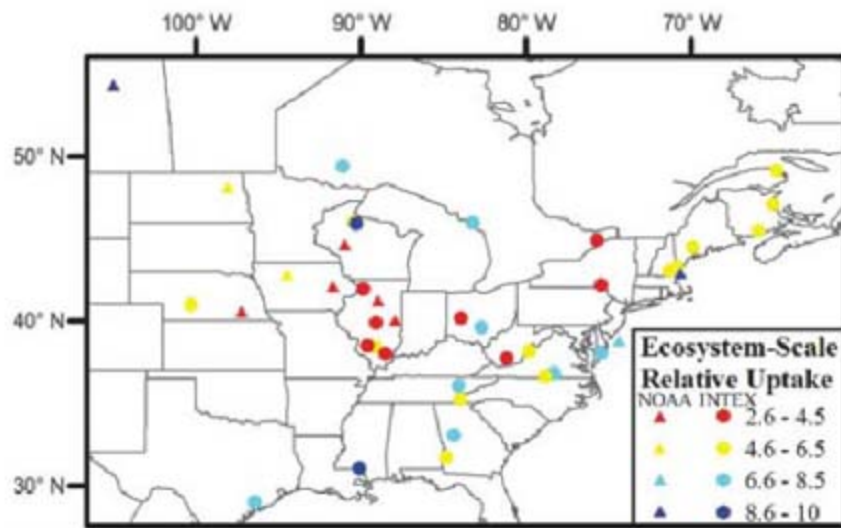 100° W 90° W 80° W 70° W
50° N
40° N
30° N
Ecosystem-Scale
Relative Uptake
NOAA INTEX
2.6 - 4.5
4.6 - 6.5
6.6 - 8.5
8.6 - 10